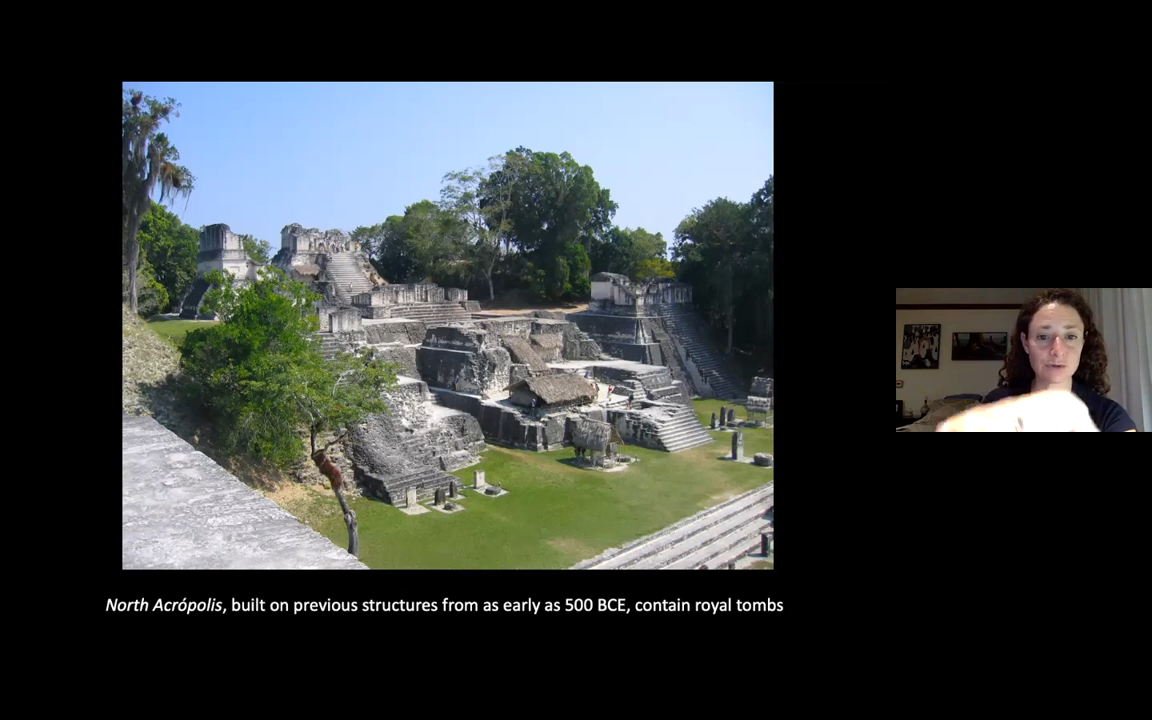 North Acrópolis, built on previous structures from as early as 500 BCE, contain royal tombs